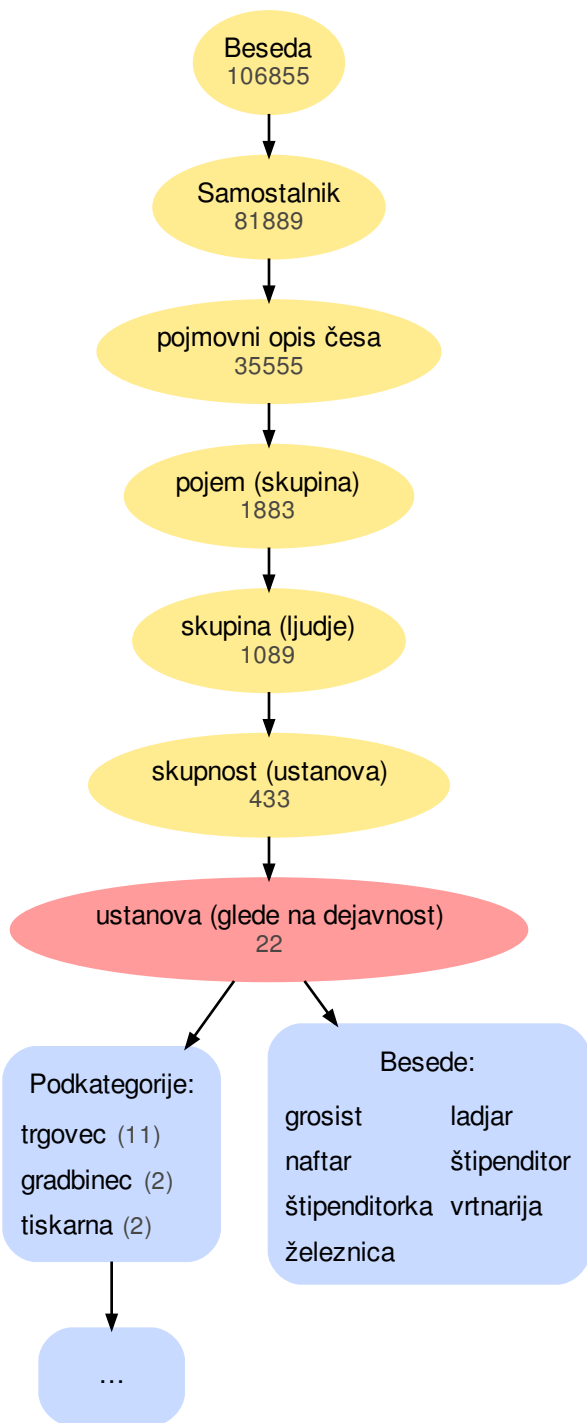 Beseda
106855
Samostalnik
81889
pojmovni opis česa
35555
pojem (skupina)
1883
skupina (ljudje)
1089
skupnost (ustanova)
433
ustanova (glede na dejavnost)
22
Podkategorije:
trgovec (11)
gradbinec (2)
tiskarna (2)
...
Besede:
grosist ladjar
naftar štipenditor
štipenditorka vrtnarija
železnica